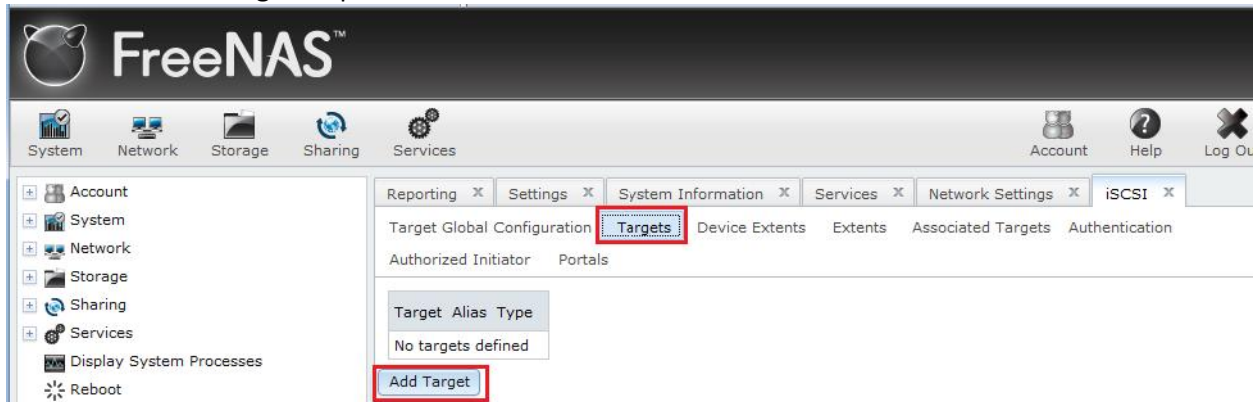 FreeNAS™
System Network Storage Sharing Services Account Help Log Ou
Account
System
Network
Storage
Sharing
Services
Display System Processes
Reboot
Reporting X Settings X System Information X Services X Network Settings X iSCSI X
Target Global Configuration Targets Device Extents Extents Associated Targets Authentication
Authorized Initiator Portals
Target Alias Type
No targets defined
Add Target